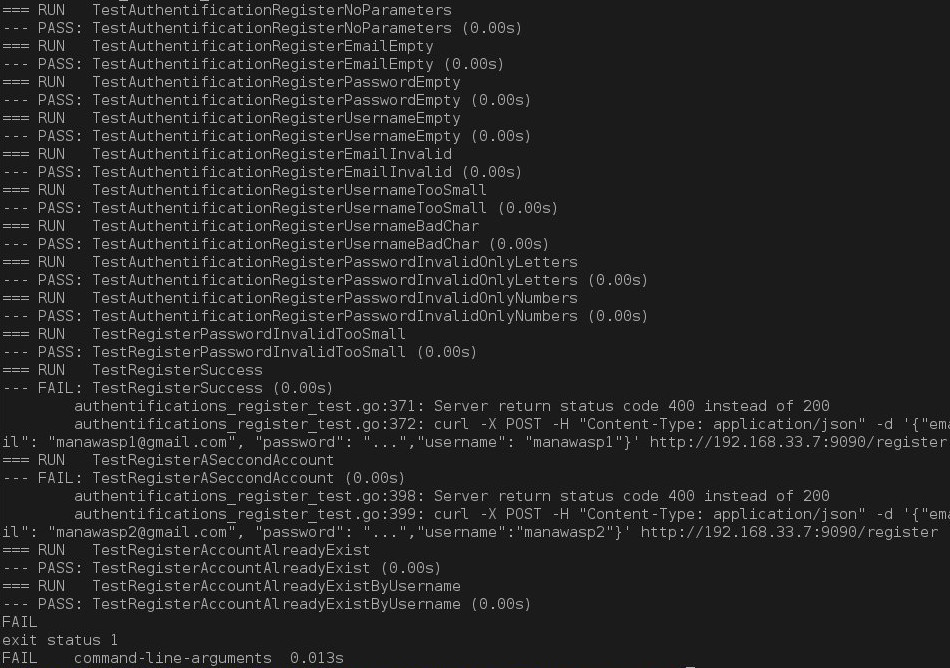 === RUN   TestAuthentificationRegisterNoParameters
--- PASS: TestAuthentificationRegisterNoParameters (0.00s)
=== RUN   TestAuthentificationRegisterEmailEmpty
--- PASS: TestAuthentificationRegisterEmailEmpty (0.00s)
=== RUN   TestAuthentificationRegisterPasswordEmpty
--- PASS: TestAuthentificationRegisterPasswordEmpty (0.00s)
=== RUN   TestAuthentificationRegisterUsernameEmpty
--- PASS: TestAuthentificationRegisterUsernameEmpty (0.00s)
=== RUN   TestAuthentificationRegisterEmailInvalid
--- PASS: TestAuthentificationRegisterEmailInvalid (0.00s)
=== RUN   TestAuthentificationRegisterUsernameTooSmall
--- PASS: TestAuthentificationRegisterUsernameTooSmall (0.00s)
=== RUN   TestAuthentificationRegisterUsernameBadChar
--- PASS: TestAuthentificationRegisterUsernameBadChar (0.00s)
=== RUN   TestAuthentificationRegisterPasswordInvalidOnlyLetters
--- PASS: TestAuthentificationRegisterPasswordInvalidOnlyLetters (0.00s)
=== RUN   TestAuthentificationRegisterPasswordInvalidOnlyNumbers
--- PASS: TestAuthentificationRegisterPasswordInvalidOnlyNumbers (0.00s)
=== RUN   TestRegisterPasswordInvalidTooSmall
--- PASS: TestRegisterPasswordInvalidTooSmall (0.00s)
=== RUN   TestRegisterSuccess
--- FAIL: TestRegisterSuccess (0.00s)
        authentifications_register_test.go:371: Server return status code 400 instead of 200
        authentifications_register_test.go:372: curl -X POST -H "Content-Type: application/json" -d '{"ema
il": "manawasp1@gmail.com", "password": "...","username": "manawasp1"}' http://192.168.33.7:9090/register
=== RUN   TestRegisterASeccondAccount
--- FAIL: TestRegisterASeccondAccount (0.00s)
        authentifications_register_test.go:398: Server return status code 400 instead of 200
        authentifications_register_test.go:399: curl -X POST -H "Content-Type: application/json" -d '{"ema
il": "manawasp2@gmail.com", "password": "...","username":"manawasp2"}' http://192.168.33.7:9090/register
=== RUN   TestRegisterAccountAlreadyExist
--- PASS: TestRegisterAccountAlreadyExist (0.00s)
=== RUN   TestRegisterAccountAlreadyExistByUsername
--- PASS: TestRegisterAccountAlreadyExistByUsername (0.00s)
FAIL
exit status 1
FAIL    command-line-arguments  0.013s